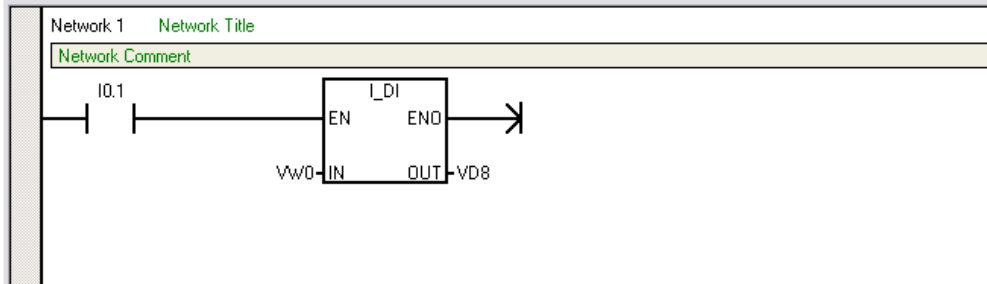 Network 1 Network Title
Network Comment
I0.1
I_DI
EN ENO
VW0 IN OUT VD8